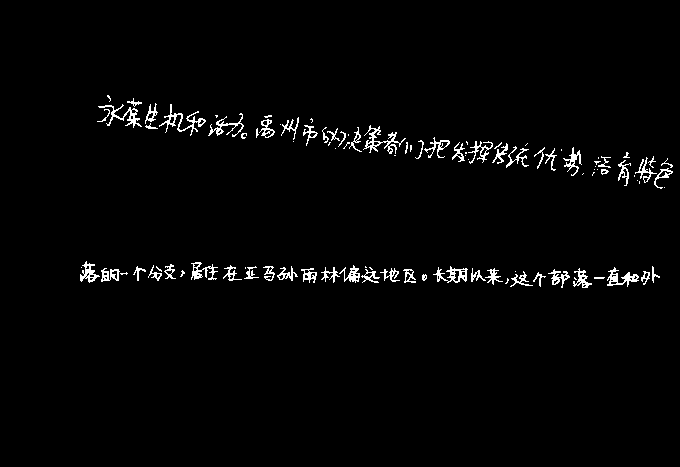 永葆生机和活力。禹州市的决策者们把发挥传统优势,培育特色
落的一个分支,居住在亚马孙雨林偏远地区。长期以来,这个部落一直和外